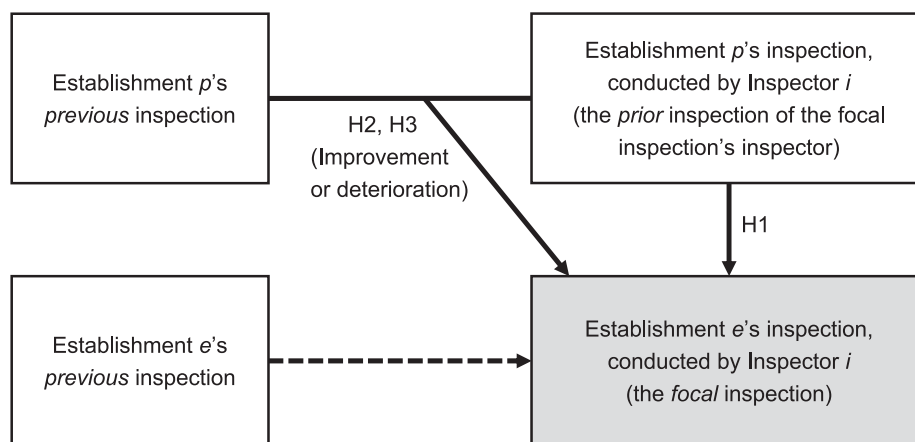 Establishment p's
previous inspection
Establishment p's inspection,
conducted by Inspector i
(the prior inspection of the focal
inspection's inspector)
H2, H3
(Improvement
or deterioration)
H1
Establishment e's
previous inspection
Establishment e's inspection,
conducted by Inspector i
(the focal inspection)